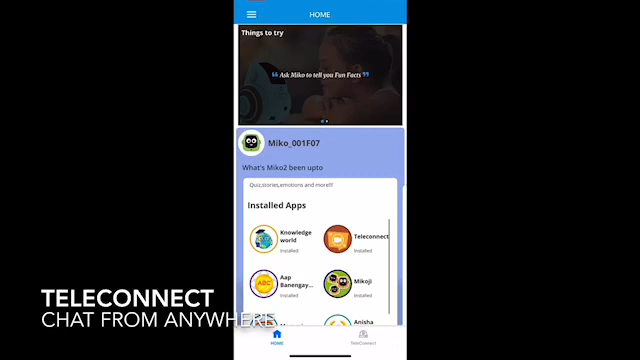 HOME
Things to try
❝ Ask Miko to tell you Fun Facts ❞
Miko_001F07
What's Miko2 been upto
Quiz,stories,emotions and more!!!
Installed Apps
Knowledge
world
Installed
Teleconnect
Installed
Aap
Banengay...
Installed
Mikoji
Installed
Anisha
TELECONNECT
CHAT FROM ANYWHERE
HOME
TeleConnect